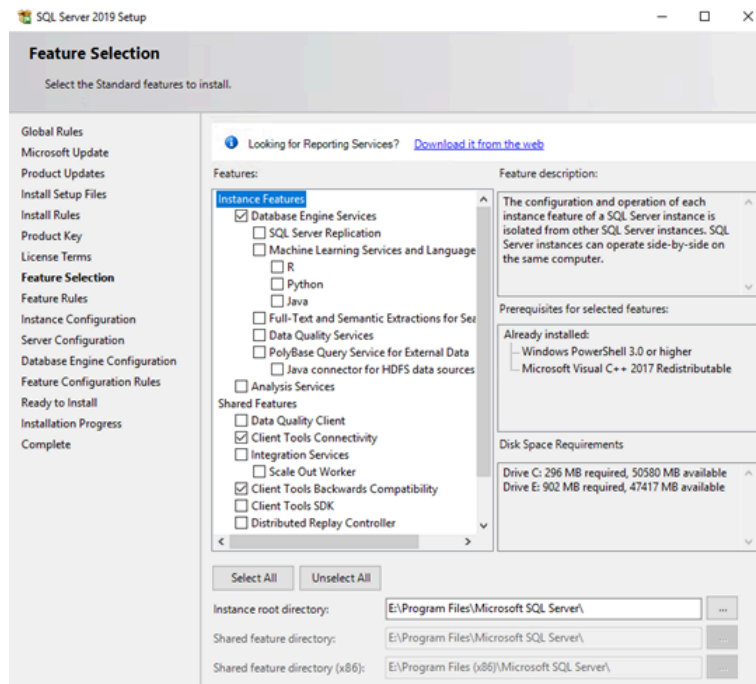 SQL Server 2019 Setup
Feature Selection
Select the Standard features to install.
Global Rules
Microsoft Update
Product Updates
Install Setup Files
Install Rules
Product Key
License Terms
Feature Selection
Feature Rules
Instance Configuration
Server Configuration
Database Engine Configuration
Feature Configuration Rules
Ready to Install
Installation Progress
Complete
Looking for Reporting Services? Download it from the web
Features:
Instance Features
Database Engine Services
SQL Server Replication
Machine Learning Services and Language
R
Python
Java
Full-Text and Semantic Extractions for Sea
Data Quality Services
PolyBase Query Service for External Data
Java connector for HDFS data sources
Analysis Services
Shared Features
Data Quality Client
Client Tools Connectivity
Integration Services
Scale Out Worker
Client Tools Backwards Compatibility
Client Tools SDK
Distributed Replay Controller
Feature description:
The configuration and operation of each
instance feature of a SQL Server instance is
isolated from other SQL Server instances. SQL
Server instances can operate side-by-side on
the same computer.
Prerequisites for selected features:
Already installed:
Windows PowerShell 3.0 or higher
Microsoft Visual C++ 2017 Redistributable
Disk Space Requirements
Drive C: 296 MB required, 50580 MB available
Drive E: 902 MB required, 47417 MB available
Select All
Unselect All
Instance root directory: E:\Program Files\Microsoft SQL Server\ ...
Shared feature directory: E:\Program Files\Microsoft SQL Server\ ...
Shared feature directory (x86): E:\Program Files (x86)\Microsoft SQL Server\ ...